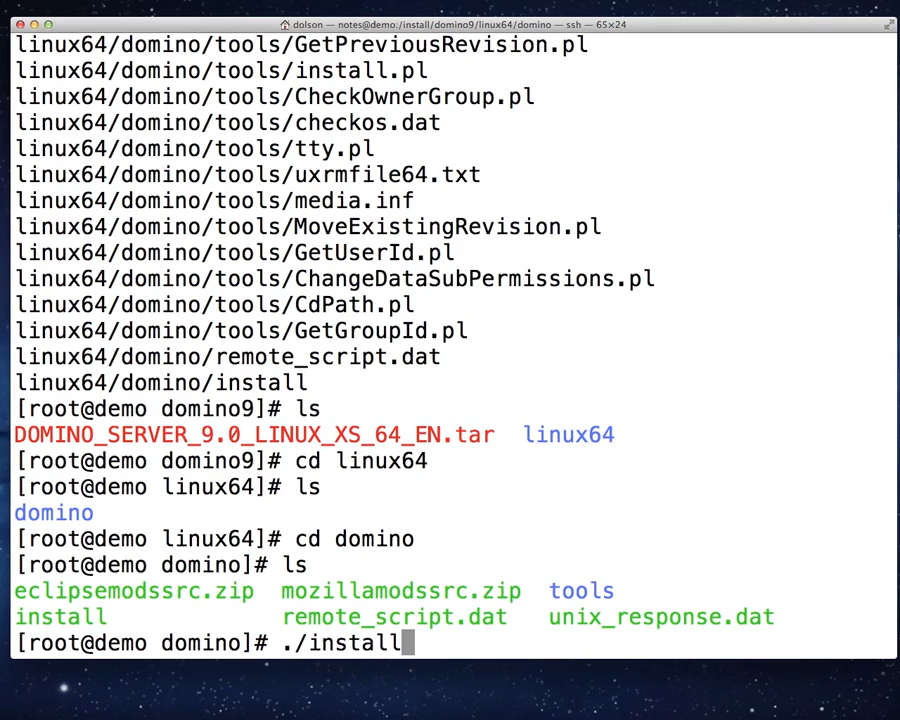 dolson — notes@demo:/install/domino9/linux64/domino — ssh — 65×24
linux64/domino/tools/GetPreviousRevision.pl
linux64/domino/tools/install.pl
linux64/domino/tools/CheckOwnerGroup.pl
linux64/domino/tools/checkos.dat
linux64/domino/tools/tty.pl
linux64/domino/tools/uxrmfile64.txt
linux64/domino/tools/media.inf
linux64/domino/tools/MoveExistingRevision.pl
linux64/domino/tools/GetUserId.pl
linux64/domino/tools/ChangeDataSubPermissions.pl
linux64/domino/tools/CdPath.pl
linux64/domino/tools/GetGroupId.pl
linux64/domino/remote_script.dat
linux64/domino/install
[root@demo domino9]# ls
DOMINO_SERVER_9.0_LINUX_XS_64_EN.tar  linux64
[root@demo domino9]# cd linux64
[root@demo linux64]# ls
domino
[root@demo linux64]# cd domino
[root@demo domino]# ls
eclipsemodssrc.zip  mozillamodssrc.zip  tools
install             remote_script.dat   unix_response.dat
[root@demo domino]# ./install